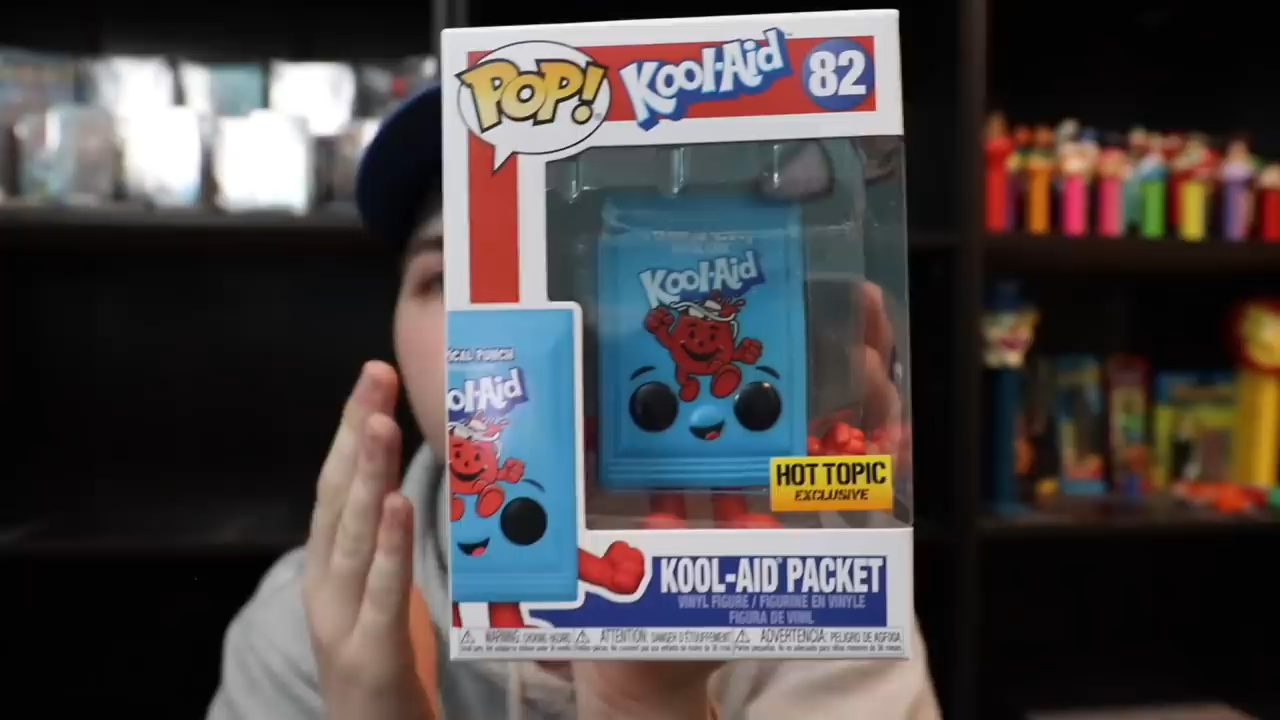 POP! Kool-Aid 82
Kool-Aid
ICAL PUNCH
ol-Aid
HOT TOPIC
EXCLUSIVE
KOOL-AID PACKET
VINYL FIGURE / FIGURINE EN VINYLE
FIGURA DE VINIL
WARNING: CHOKING HAZARD. ATTENTION: DANGER D'ÉTOUFFEMENT. ADVERTENCIA: PELIGRO DE ASFIXIA.